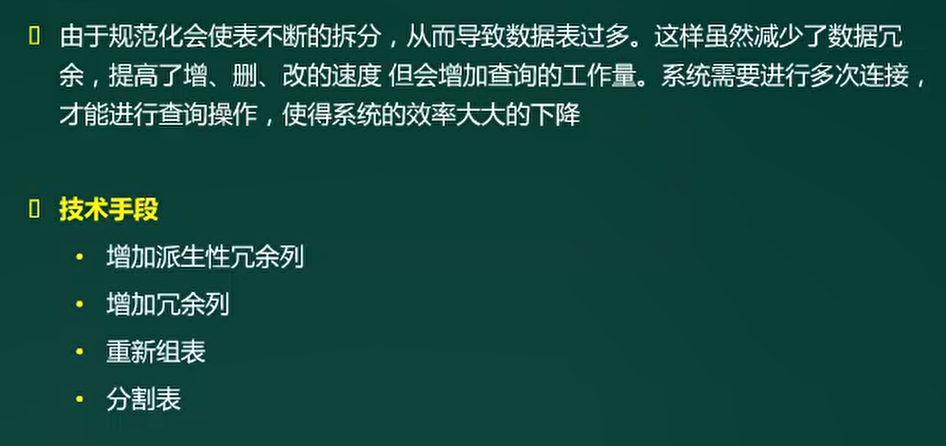 由于规范化会使表不断的拆分，从而导致数据表过多。这样虽然减少了数据冗
余，提高了增、删、改的速度 但会增加查询的工作量。系统需要进行多次连接，
才能进行查询操作，使得系统的效率大大的下降
技术手段
• 增加派生性冗余列
• 增加冗余列
• 重新组表
• 分割表